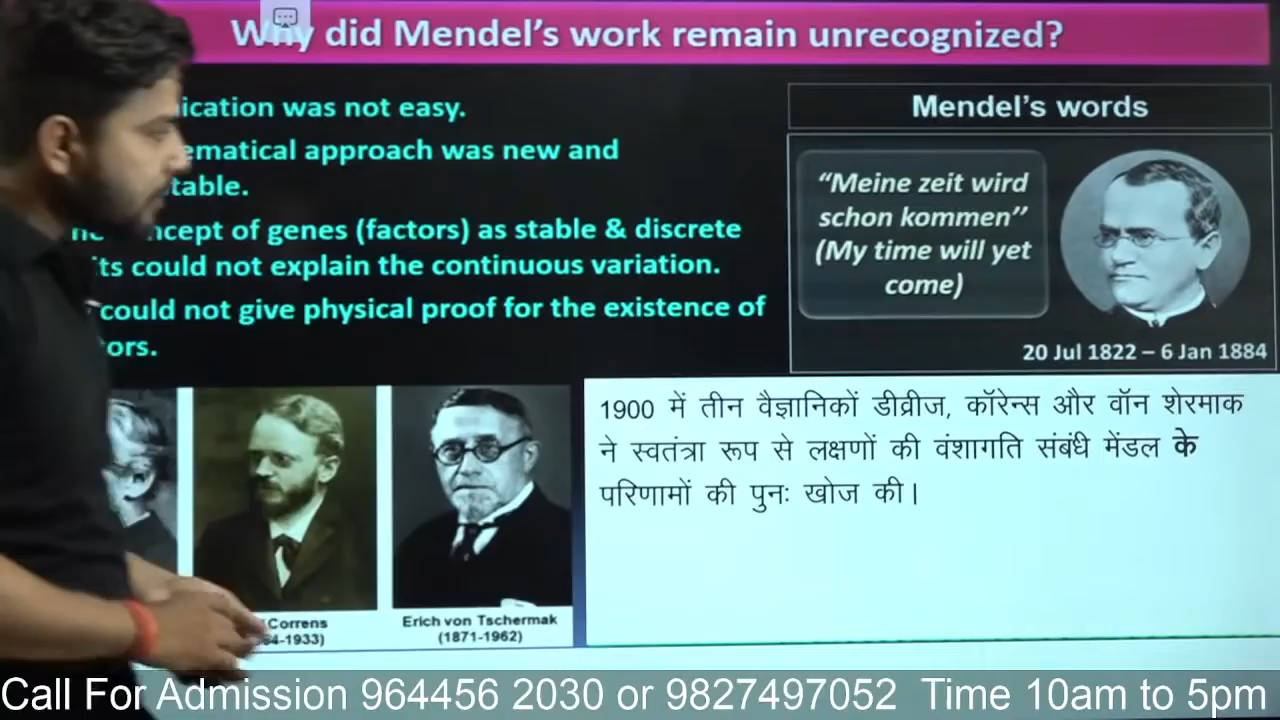 Why did Mendel's work remain unrecognized?
ication was not easy.
ematical approach was new and
table.
ncept of genes (factors) as stable & discrete
its could not explain the continuous variation.
could not give physical proof for the existence of
ors.
Mendel's words
“Meine zeit wird
schon kommen”
(My time will yet
come)
20 Jul 1822 – 6 Jan 1884
1900 में तीन वैज्ञानिकों डीव्रीज, कॉरेन्स और वॉन शेरमाक
ने स्वतंत्रा रूप से लक्षणों की वंशागति संबंधी मेंडल के
परिणामों की पुनः खोज की।
Correns
4-1933)
Erich von Tschermak
(1871-1962)
Call For Admission 964456 2030 or 9827497052 Time 10am to 5pm